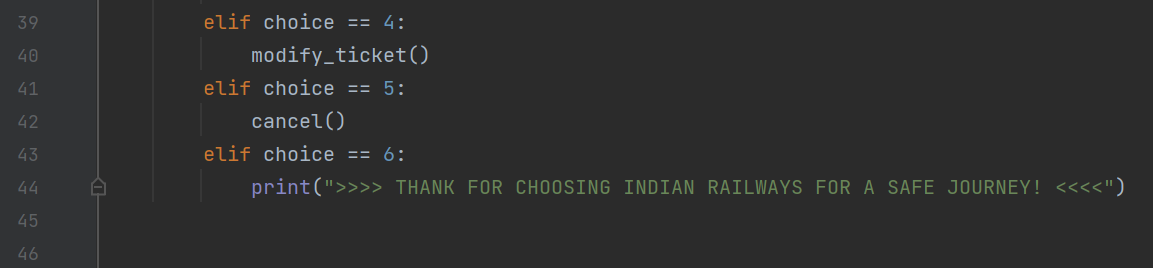 39 elif choice == 4:
40 modify_ticket()
41 elif choice == 5:
42 cancel()
43 elif choice == 6:
44 print(">>>> THANK FOR CHOOSING INDIAN RAILWAYS FOR A SAFE JOURNEY! <<<<")
45
46